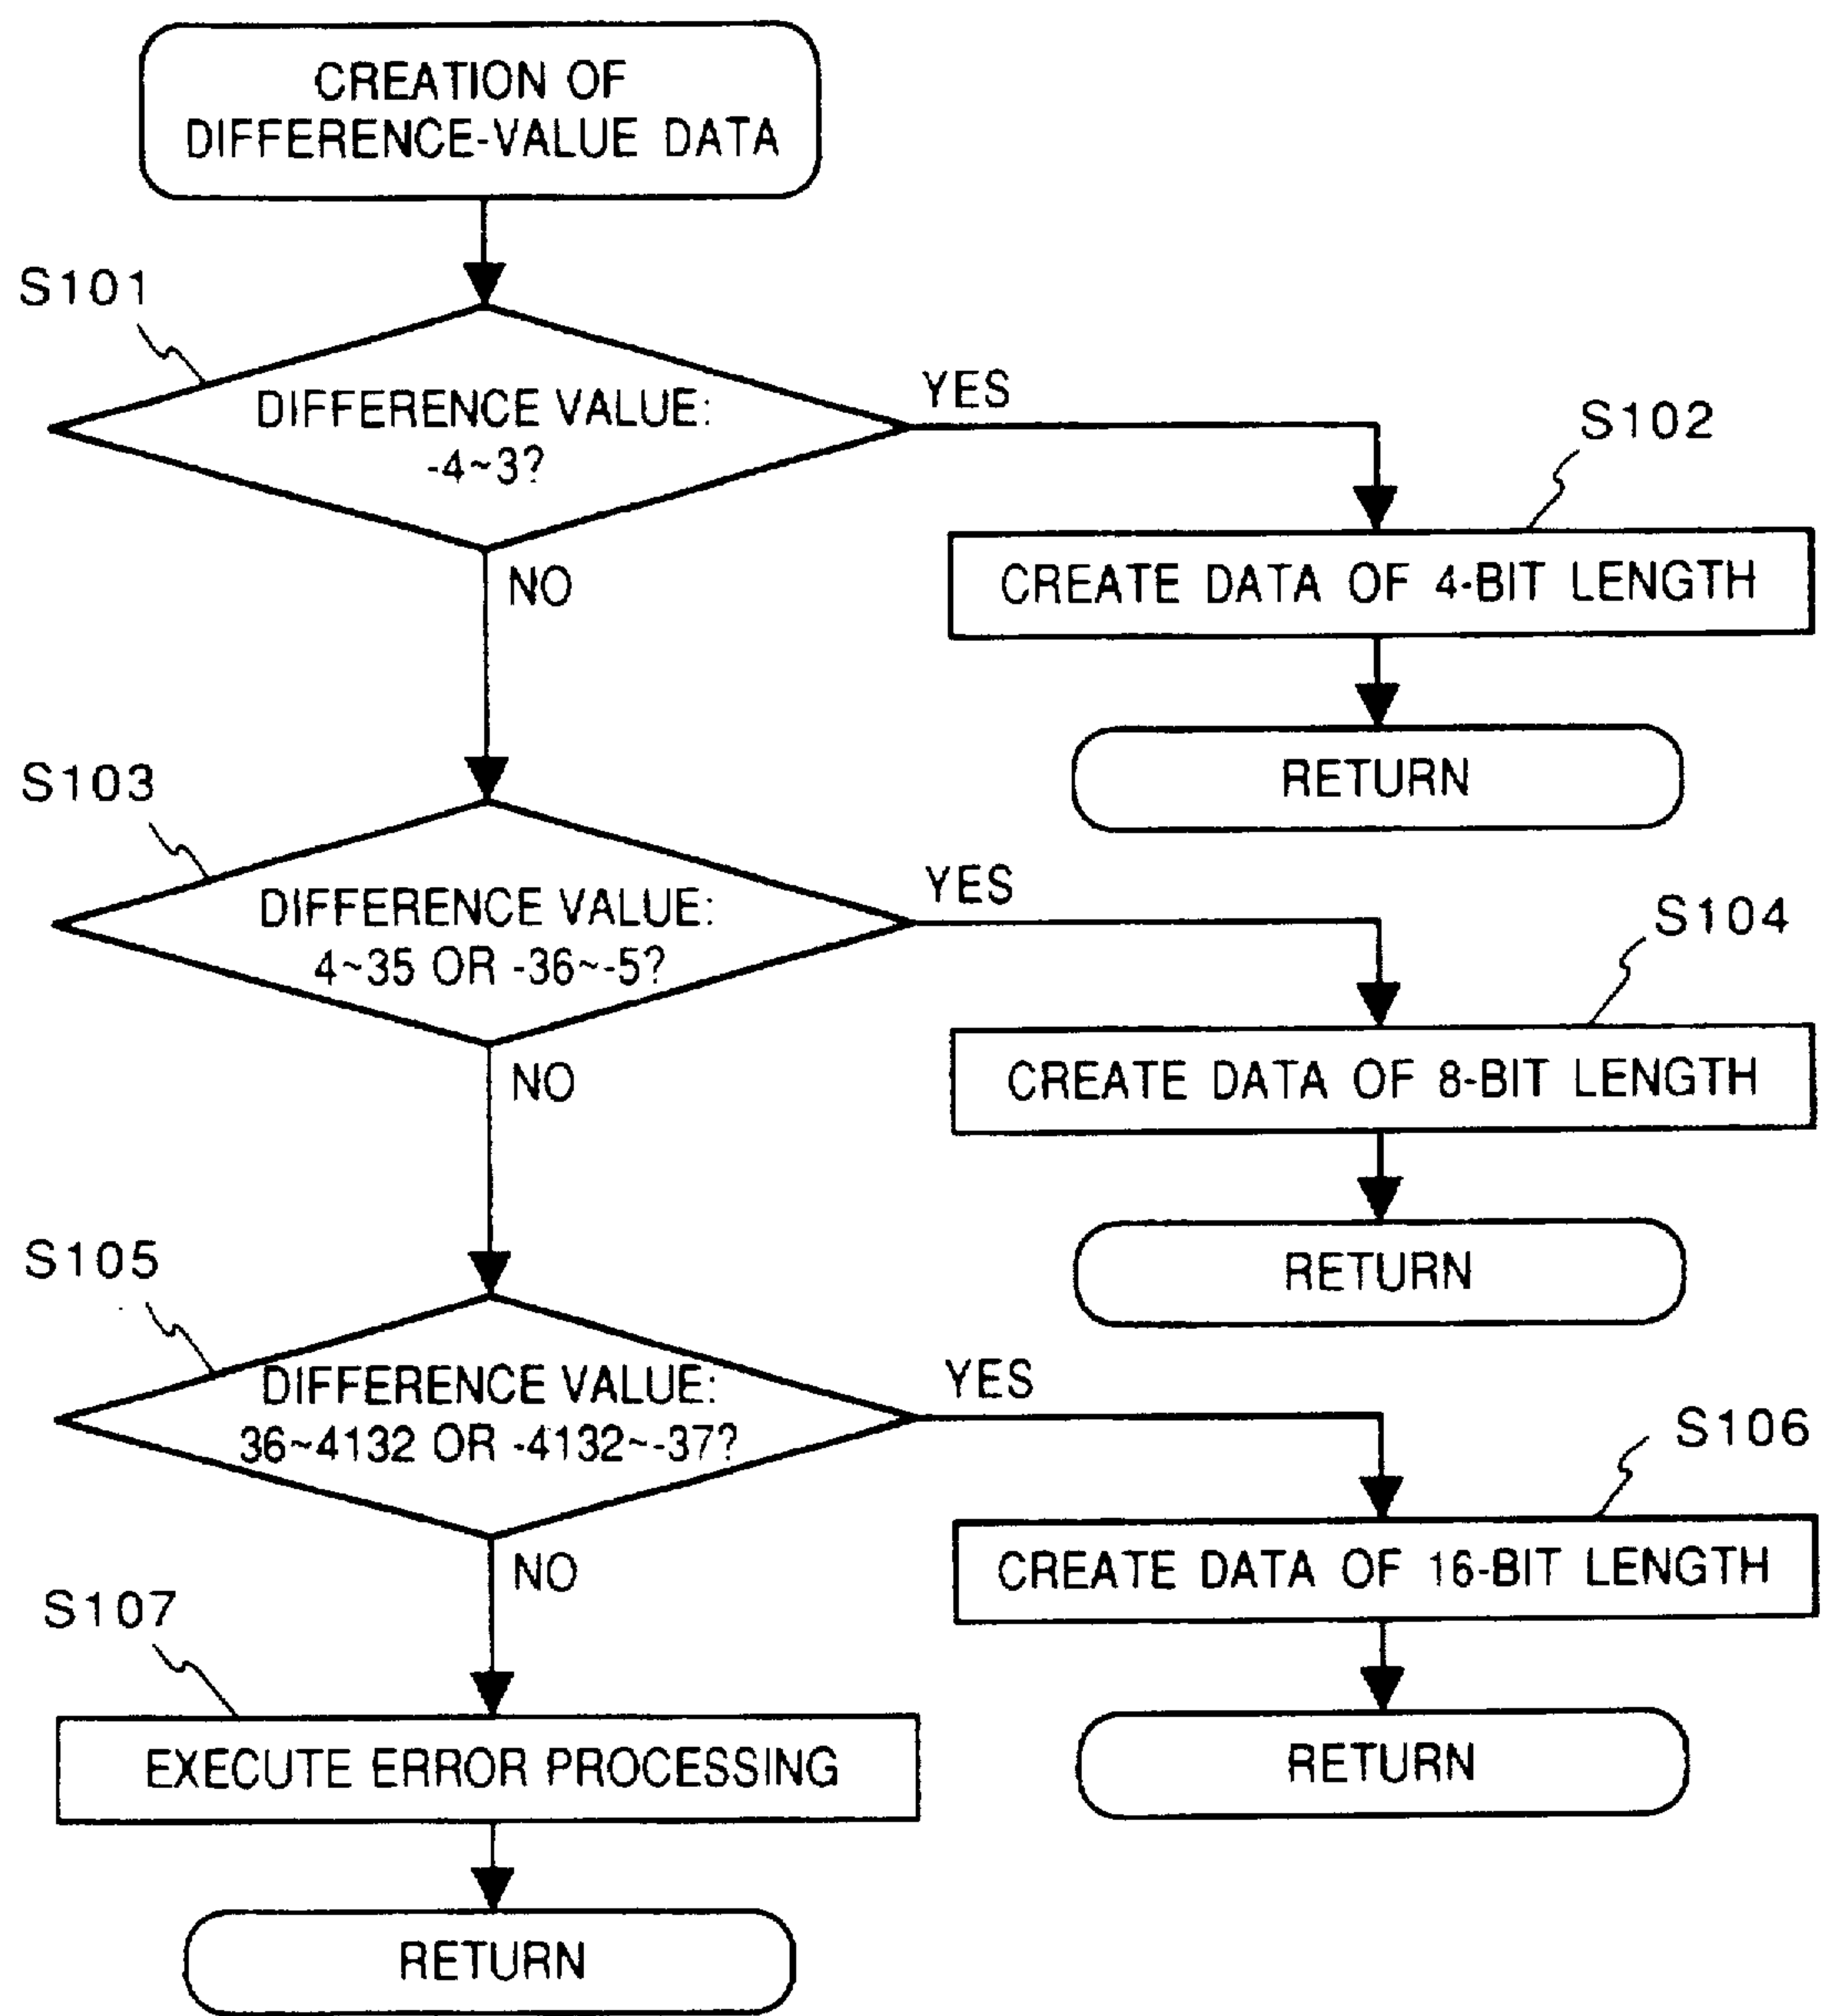 CREATION OF
DIFFERENCE-VALUE DATA
S101
DIFFERENCE VALUE:
-4~3?
YES
S102
CREATE DATA OF 4-BIT LENGTH
RETURN
NO
S103
DIFFERENCE VALUE:
4~35 OR -36~-5?
YES
S104
CREATE DATA OF 8-BIT LENGTH
RETURN
NO
S105
DIFFERENCE VALUE:
36~4132 OR -4132~-37?
YES
S106
CREATE DATA OF 16-BIT LENGTH
RETURN
NO
S107
EXECUTE ERROR PROCESSING
RETURN